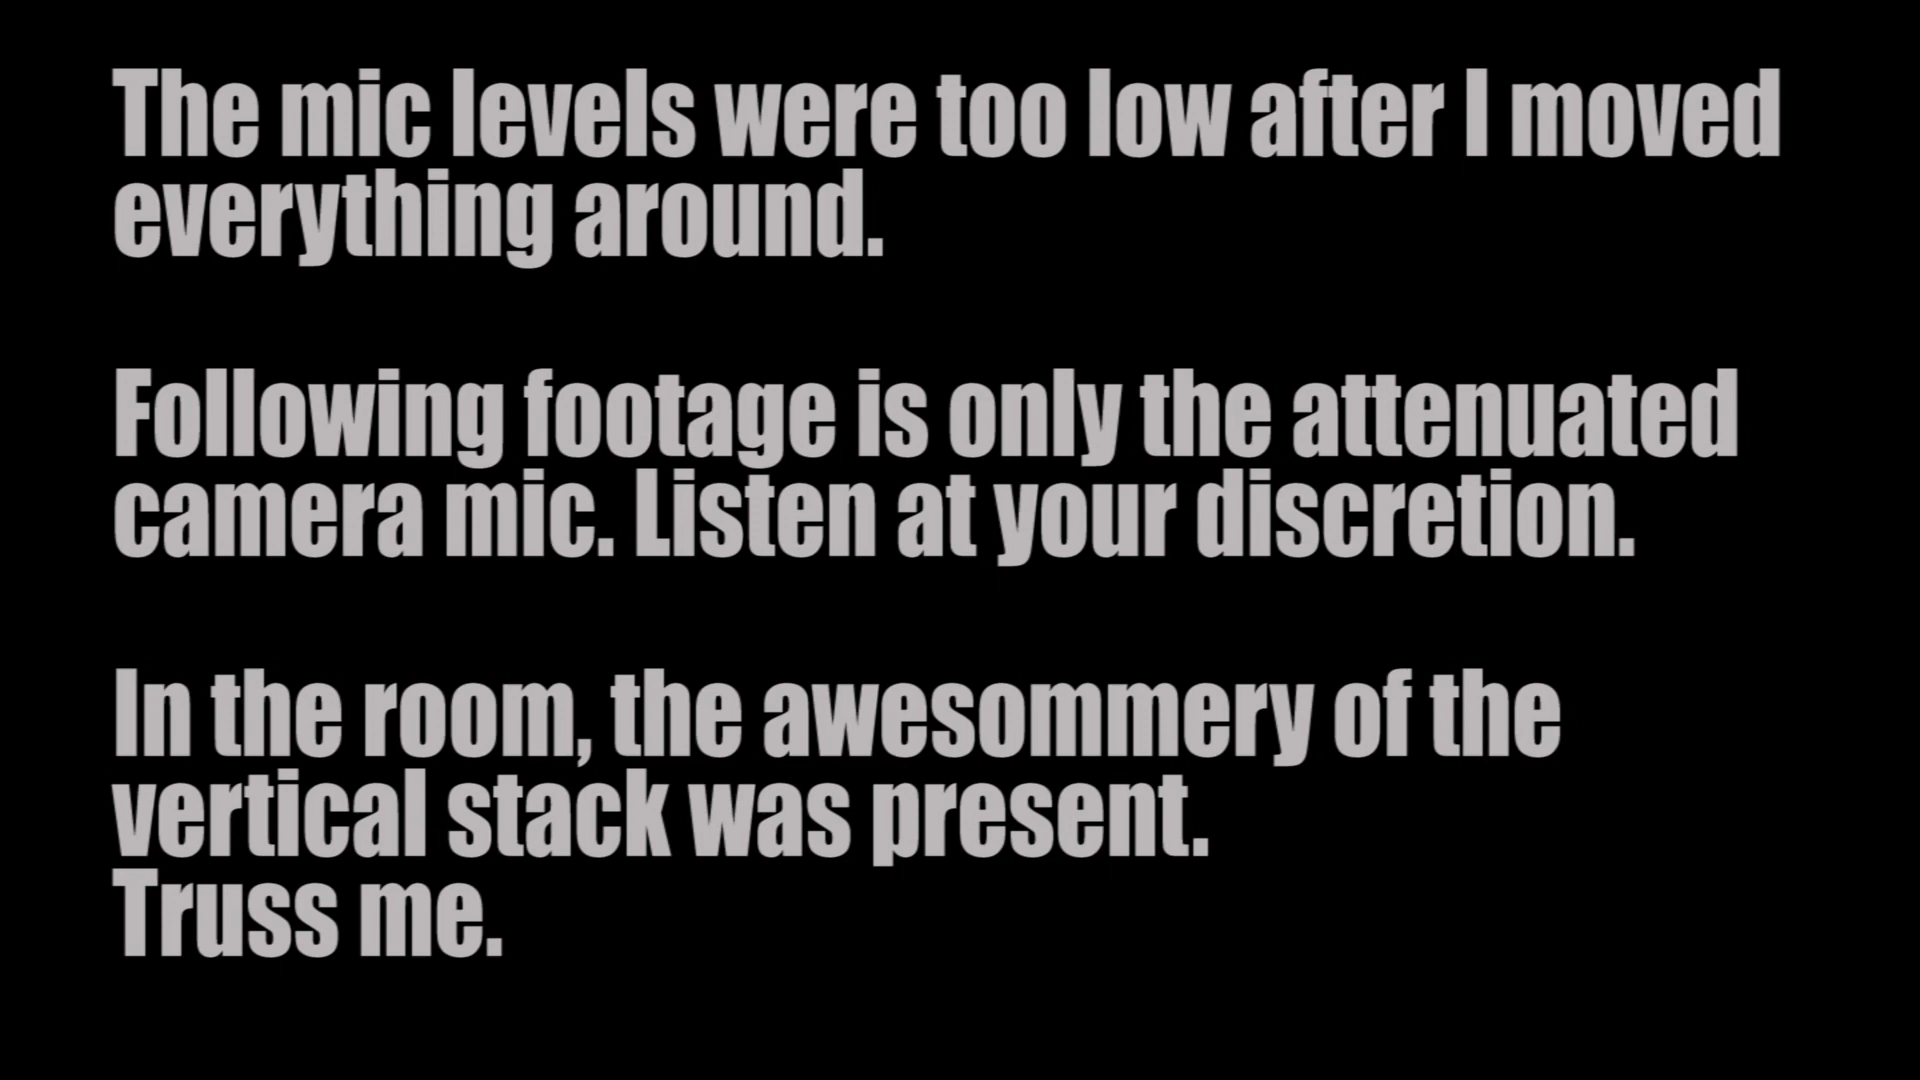 The mic levels were too low after I moved
everything around.
Following footage is only the attenuated
camera mic. Listen at your discretion.
In the room, the awesommery of the
vertical stack was present.
Truss me.